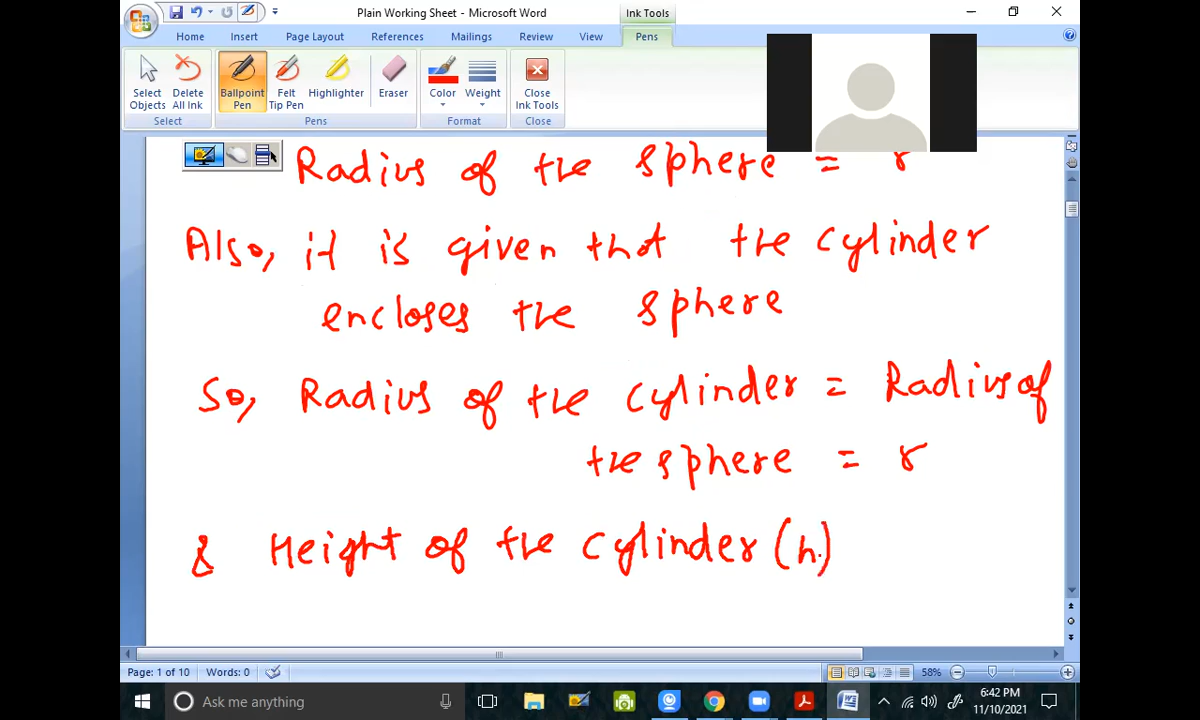 Plain Working Sheet - Microsoft Word
Ink Tools
Home Insert Page Layout References Mailings Review View Pens
Select Objects
Delete All Ink
Ballpoint Pen
Felt Tip Pen
Highlighter
Eraser
Color
Weight
Close Ink Tools
Select Pens Format Close
Radius of the sphere = r
Also, it is given that the cylinder
encloses the sphere
So, Radius of the cylinder = Radius of
the sphere = r
& Height of the cylinder (h)
Page: 1 of 10 Words: 0 58%
Ask me anything
6:42 PM
11/10/2021